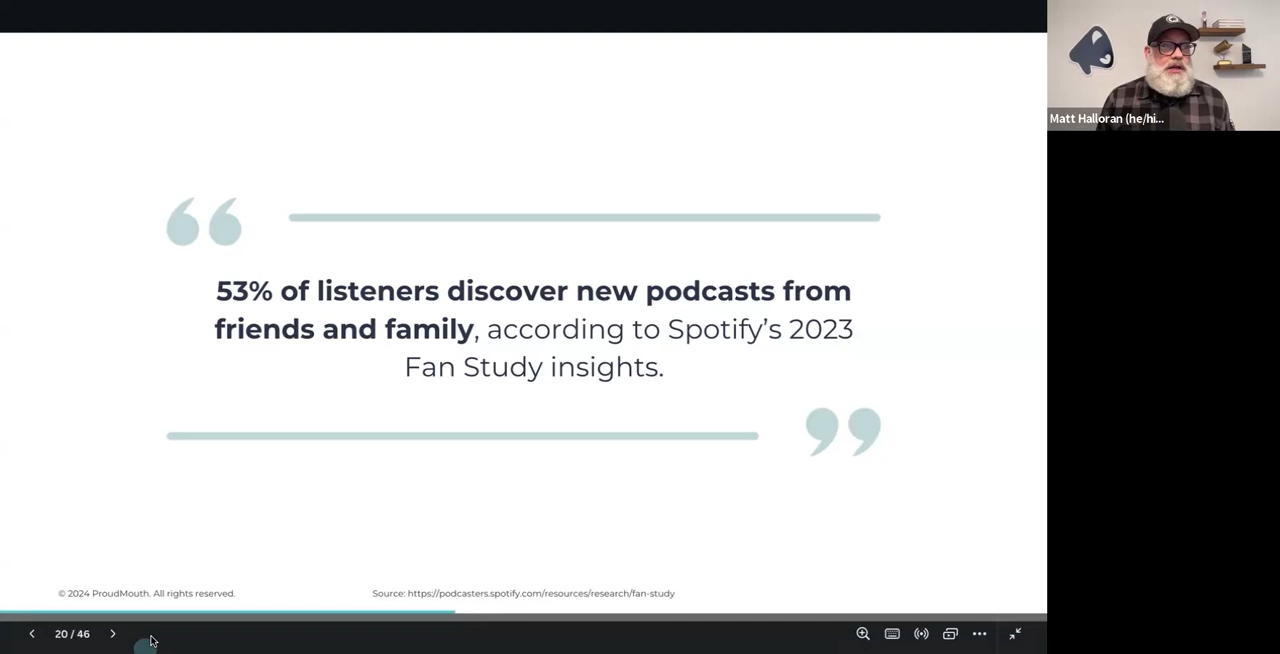 Matt Halloran (he/hi...
53% of listeners discover new podcasts from
friends and family, according to Spotify’s 2023
Fan Study insights.
© 2024 ProudMouth. All rights reserved.
Source: https://podcasters.spotify.com/resources/research/fan-study
20 / 46